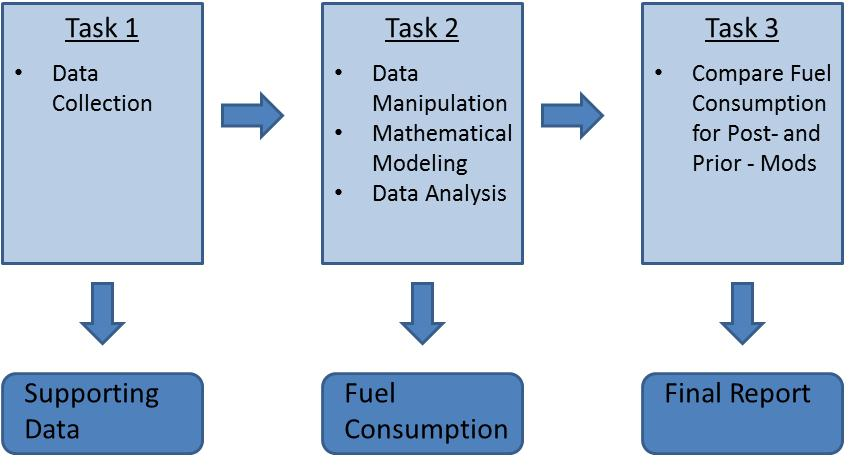 Task 1
• Data
Collection
Task 2
• Data
Manipulation
• Mathematical
Modeling
• Data Analysis
Task 3
• Compare Fuel
Consumption
for Post- and
Prior - Mods
Supporting
Data
Fuel
Consumption
Final Report